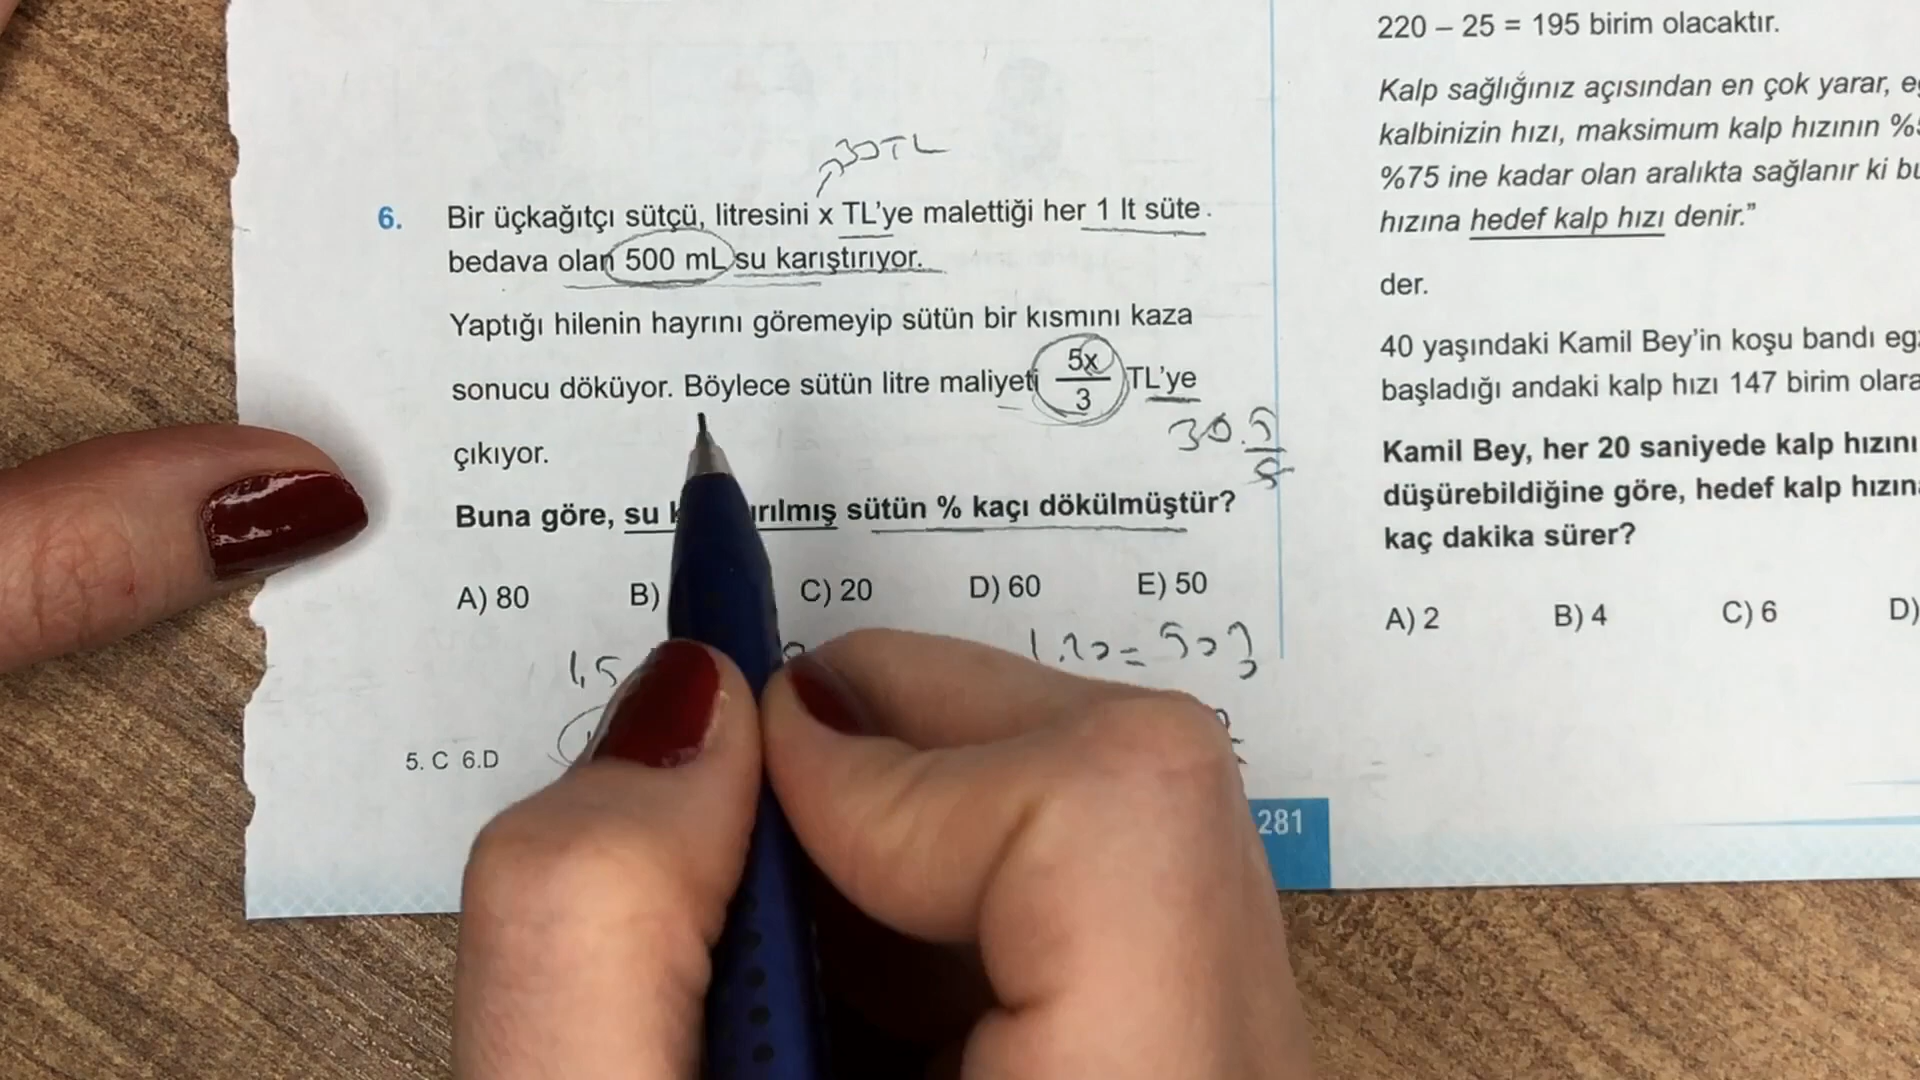 30TL
6. Bir üçkağıtçı sütçü, litresini x TL'ye malettiği her 1 lt süte
bedava olan 500 mL su karıştırıyor.
Yaptığı hilenin hayrını göremeyip sütün bir kısmını kaza
sonucu döküyor. Böylece sütün litre maliyeti 5x/3 TL'ye
30.5
çıkıyor.
Buna göre, su sütün % kaçı dökülmüştür?
A) 80 B) C) 20 D) 60 E) 50
1,5
5. C 6.D
281
220 – 25 = 195 birim olacaktır.
Kalp sağlığınız açısından en çok yarar,
kalbinizin hızı, maksimum kalp hızının
%75 ine kadar olan aralıkta sağlanır ki
hızına hedef kalp hızı denir."
der.
40 yaşındaki Kamil Bey'in koşu bandı
başladığı andaki kalp hızı 147 birim
Kamil Bey, her 20 saniyede kalp hızını
düşürebildiğine göre, hedef kalp
kaç dakika sürer?
A) 2 B) 4 C) 6 D)